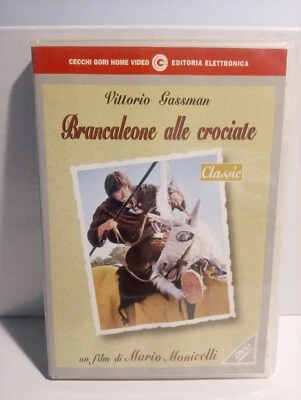 CECCHI GORI HOME VIDEO C EDITORIA ELETTRONICA
Vittorio Gassman
Brancaleone alle crociate
Classic
un film di Mario Monicelli
DVD